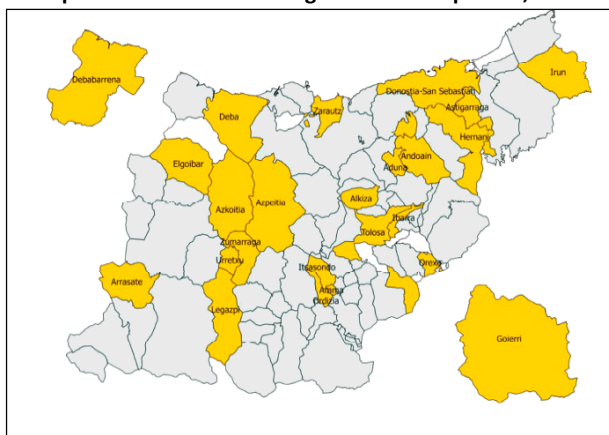 Debabarrena
Irun
Donostia-San Sebastián
Zarautz
Astigarraga
Deba
Hernani
Andoain
Elgoibar
Aduna
Azpeitia
Alkiza
Azkoitia
Ibarra
Tolosa
Zumarraga
Urretxu
Itsasondo
Orexa
Arrasate
Arama
Ordizia
Legazpi
Goierri